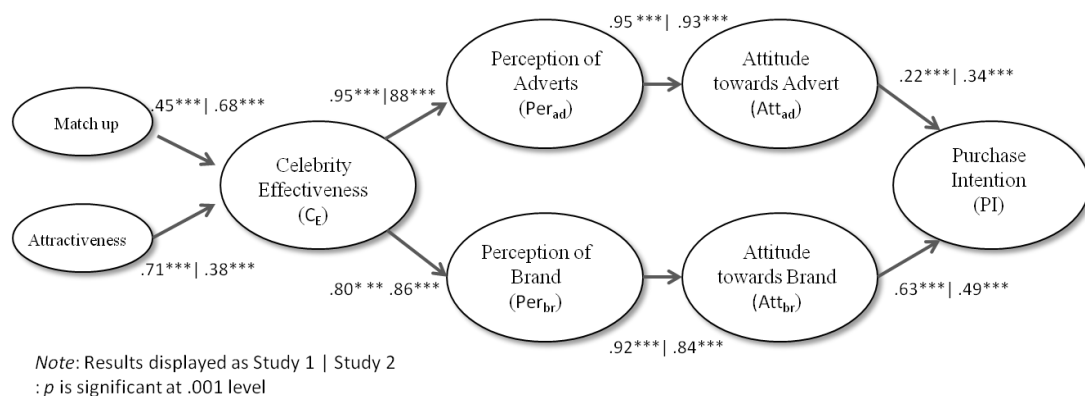 .95 ***| .93***
Perception of
Adverts
(Per_ad)
Attitude
towards Advert
(Att_ad)
.22***| .34***
.45***| .68***
.95***|88***
Match up
Celebrity
Effectiveness
(C_E)
Purchase
Intention
(PI)
Attractiveness
.71***| .38***
Perception of
Brand
(Per_br)
Attitude
towards Brand
(Att_br)
.80* ** .86***
.63***| .49***
.92***| .84***
Note: Results displayed as Study 1 | Study 2
: p is significant at .001 level